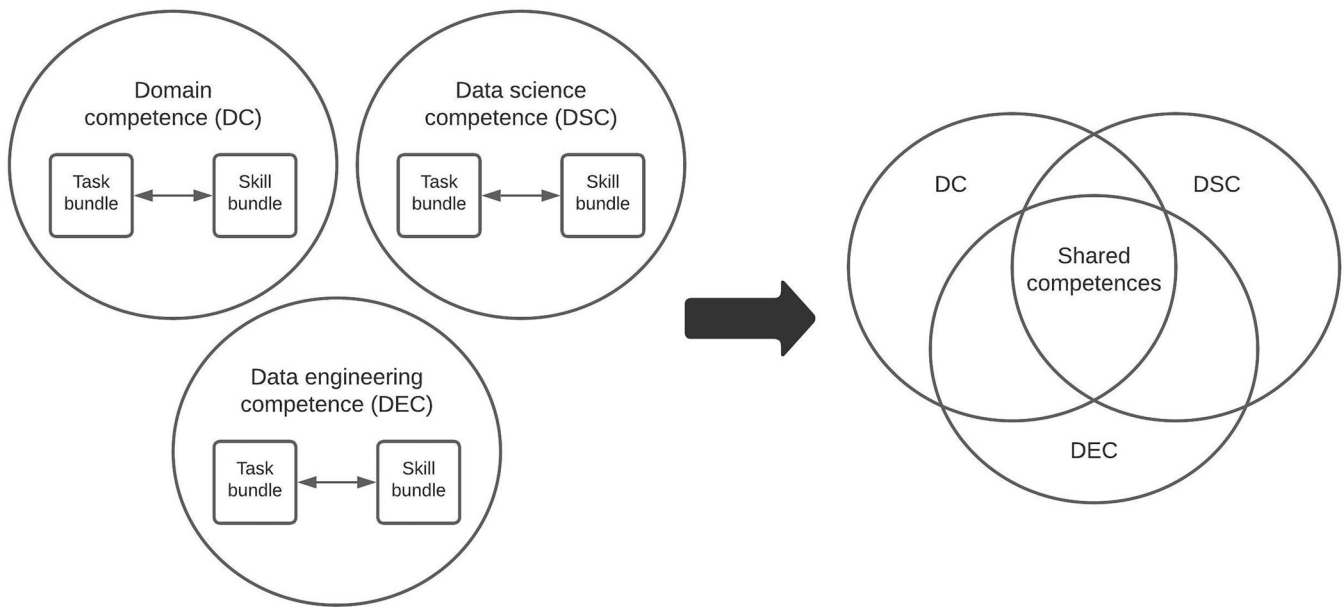 Domain
competence (DC)
Task
bundle
Skill
bundle
Data science
competence (DSC)
Task
bundle
Skill
bundle
Data engineering
competence (DEC)
Task
bundle
Skill
bundle
DC
DSC
Shared
competences
DEC